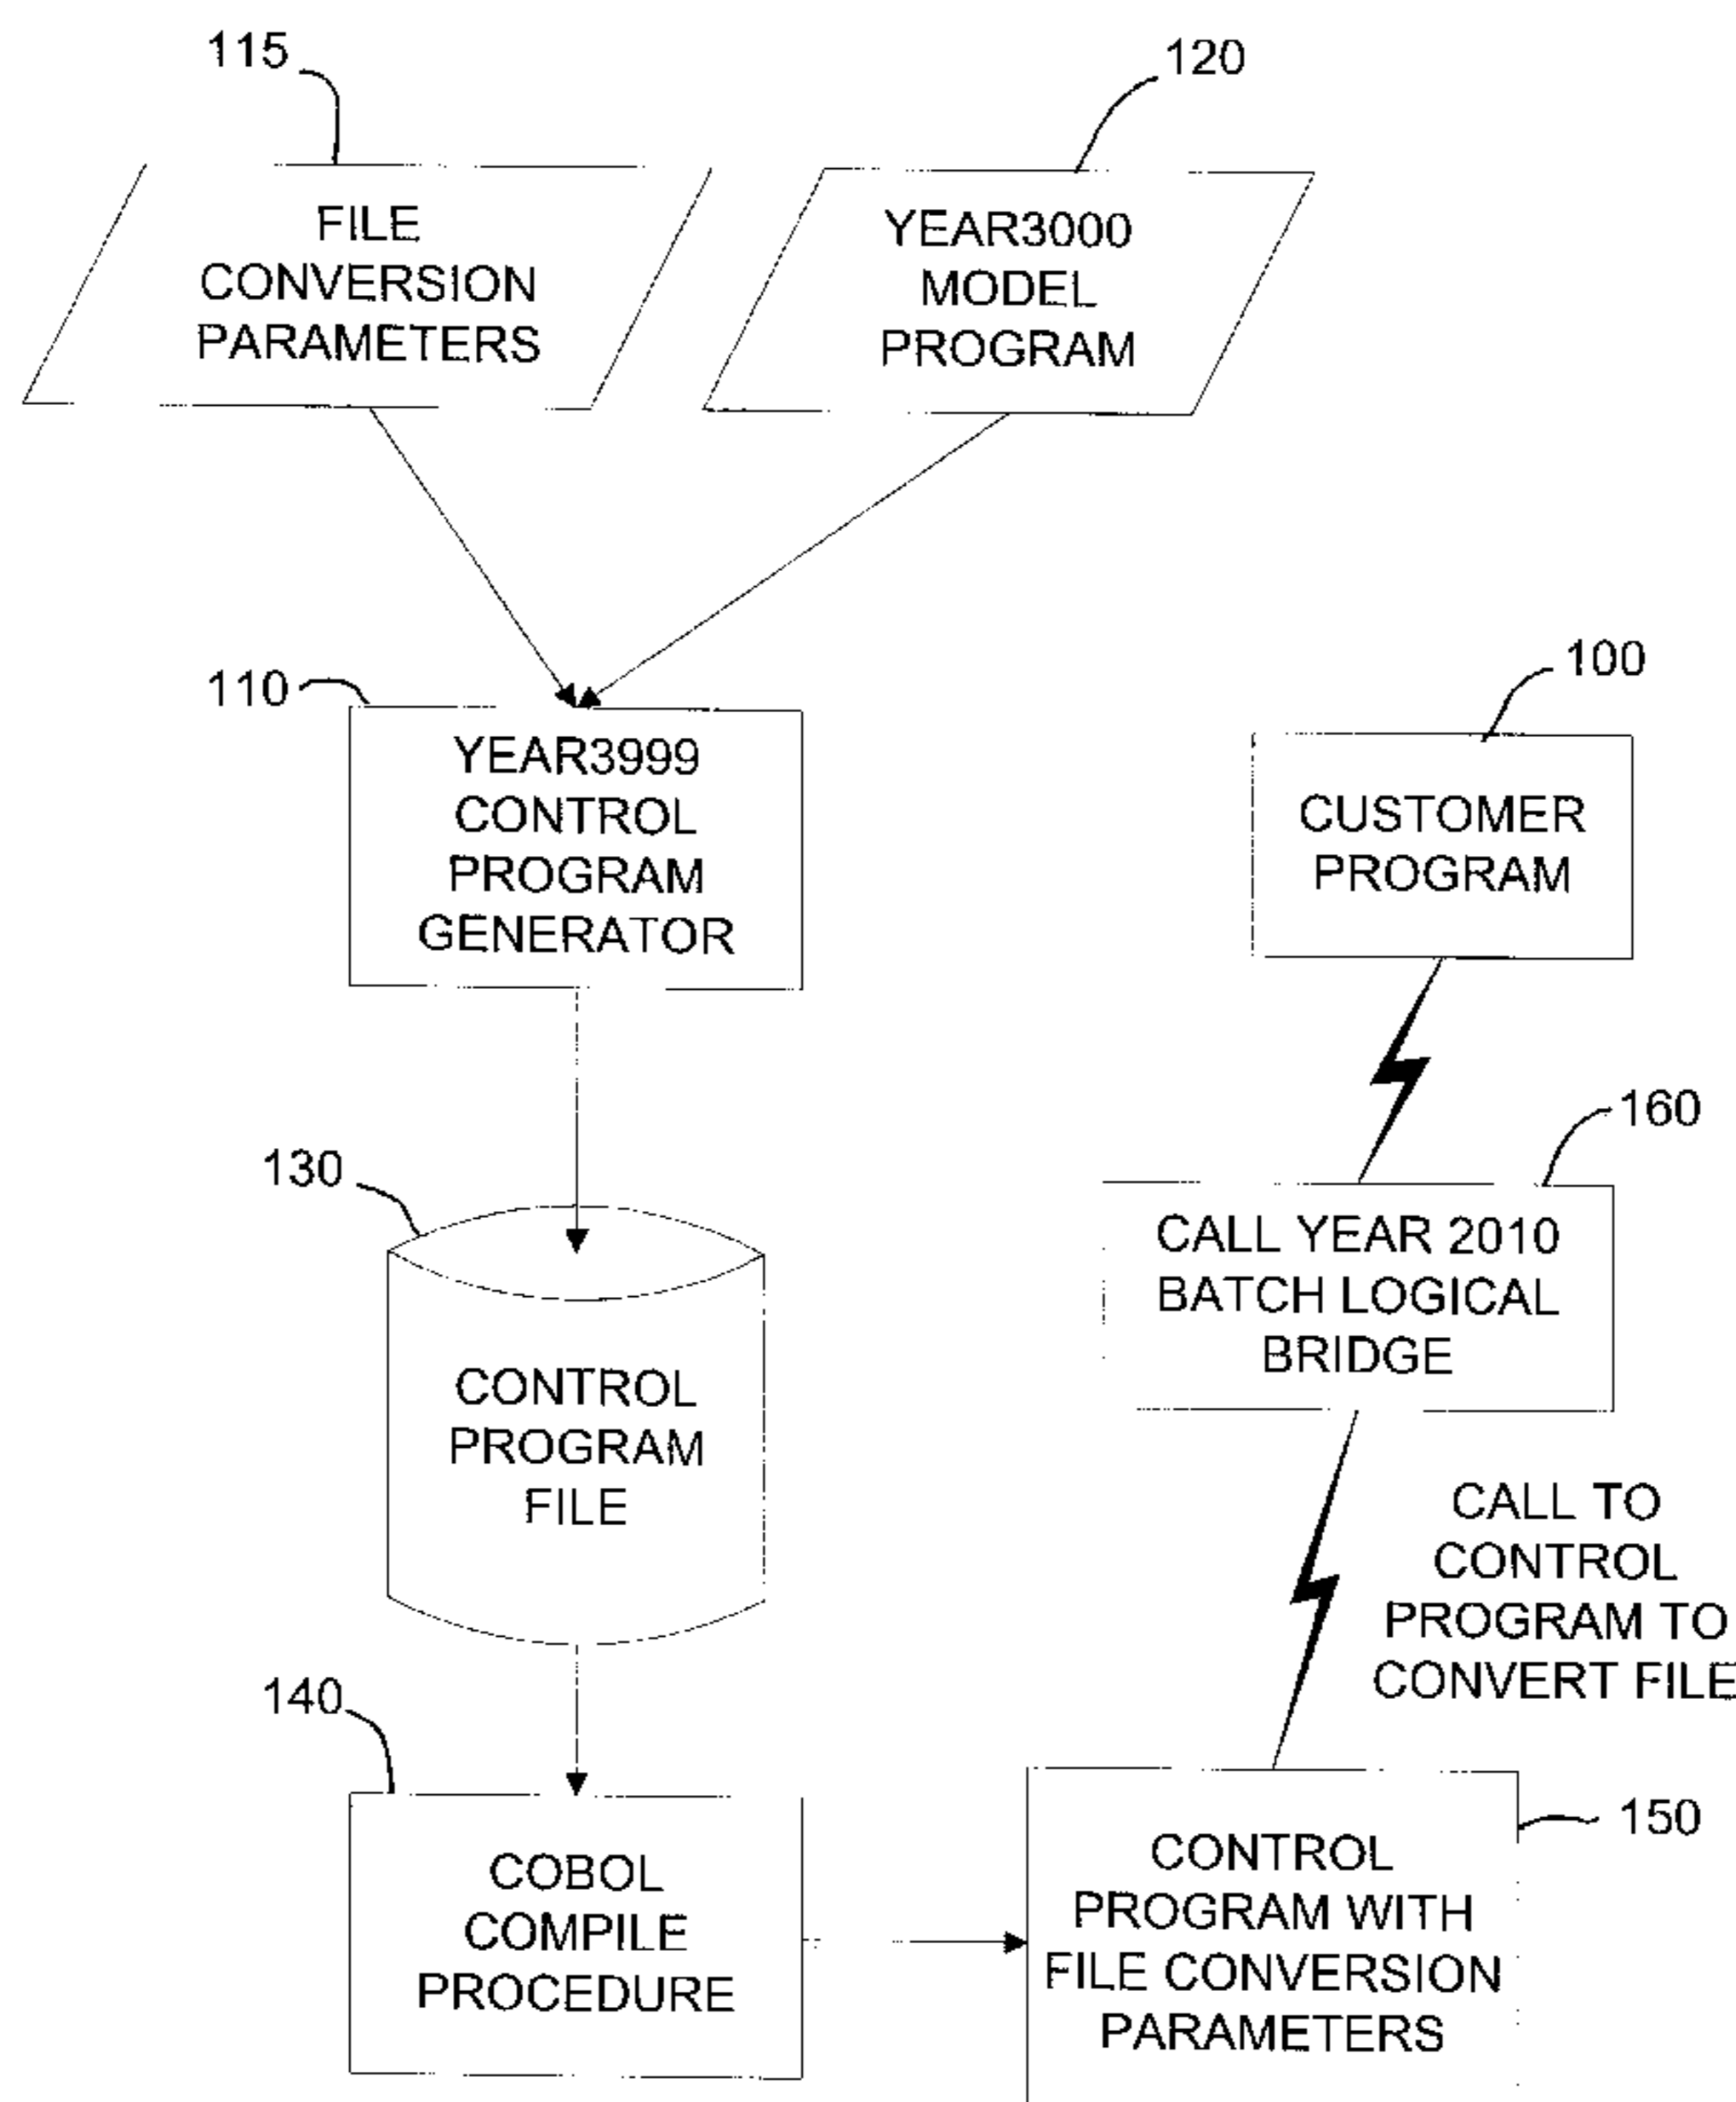 115
120
FILE
CONVERSION
PARAMETERS
YEAR3000
MODEL
PROGRAM
110
100
YEAR3999
CONTROL
PROGRAM
GENERATOR
CUSTOMER
PROGRAM
160
130
CALL YEAR 2010
BATCH LOGICAL
BRIDGE
CONTROL
PROGRAM
FILE
CALL TO
CONTROL
PROGRAM TO
CONVERT FILE
140
150
COBOL
COMPILE
PROCEDURE
CONTROL
PROGRAM WITH
FILE CONVERSION
PARAMETERS